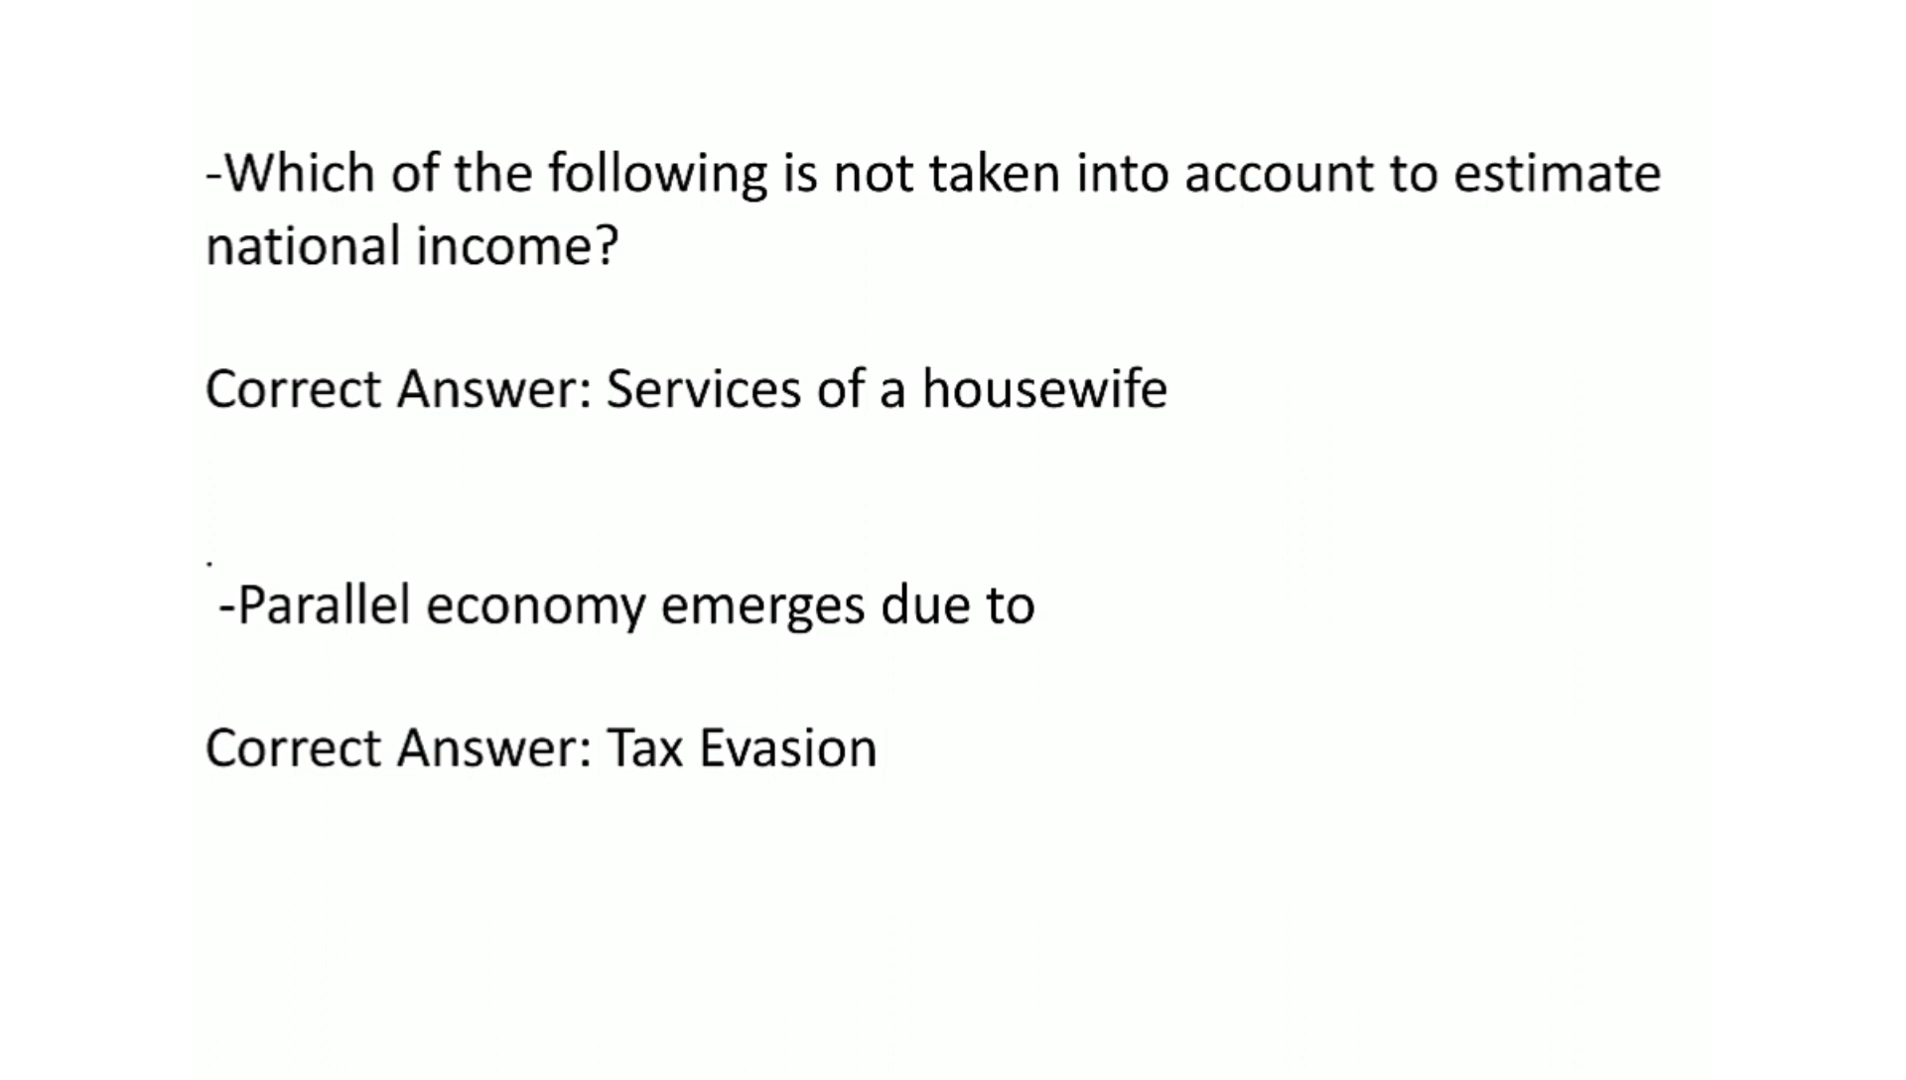 -Which of the following is not taken into account to estimate
national income?
Correct Answer: Services of a housewife
.
-Parallel economy emerges due to
Correct Answer: Tax Evasion